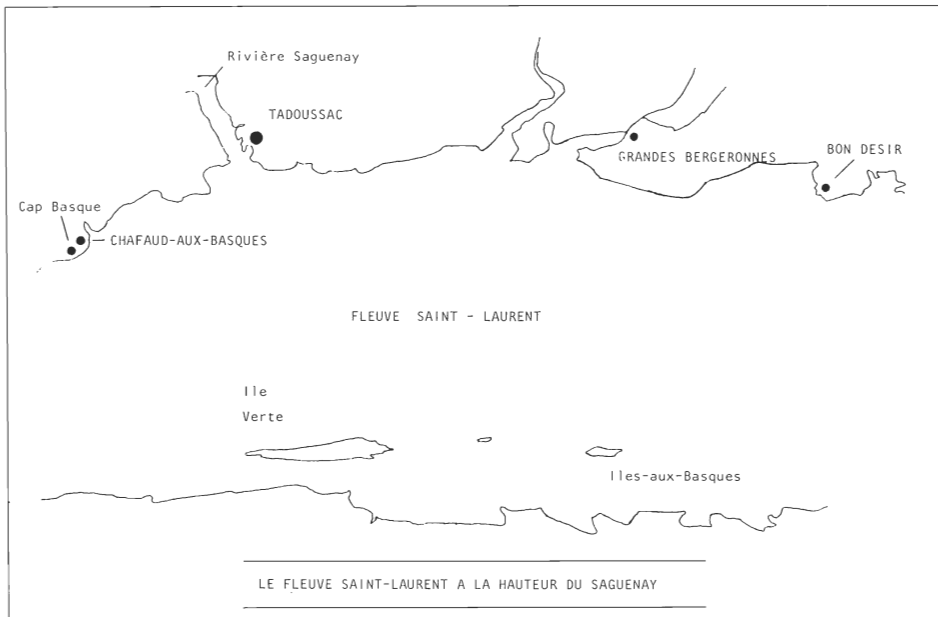 Rivière Saguenay
TADOUSSAC
BON DESIR
GRANDES BERGERONNES
Cap Basque
CHAFAUD-AUX-BASQUES
FLEUVE SAINT - LAURENT
Ile
Verte
Iles-aux-Basques
LE FLEUVE SAINT-LAURENT A LA HAUTEUR DU SAGUENAY